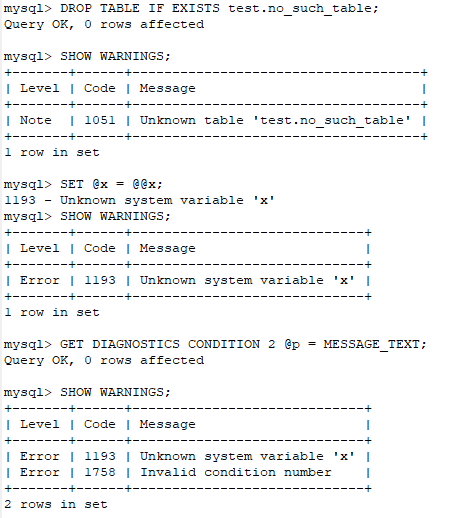 mysql> DROP TABLE IF EXISTS test.no_such_table;
Query OK, 0 rows affected

mysql> SHOW WARNINGS;
+-------+------+------------------------------------+
| Level | Code | Message                            |
+-------+------+------------------------------------+
| Note  | 1051 | Unknown table 'test.no_such_table' |
+-------+------+------------------------------------+
1 row in set

mysql> SET @x = @@x;
1193 - Unknown system variable 'x'
mysql> SHOW WARNINGS;
+-------+------+-----------------------------+
| Level | Code | Message                     |
+-------+------+-----------------------------+
| Error | 1193 | Unknown system variable 'x' |
+-------+------+-----------------------------+
1 row in set

mysql> GET DIAGNOSTICS CONDITION 2 @p = MESSAGE_TEXT;
Query OK, 0 rows affected

mysql> SHOW WARNINGS;
+-------+------+-----------------------------+
| Level | Code | Message                     |
+-------+------+-----------------------------+
| Error | 1193 | Unknown system variable 'x' |
| Error | 1758 | Invalid condition number    |
+-------+------+-----------------------------+
2 rows in set